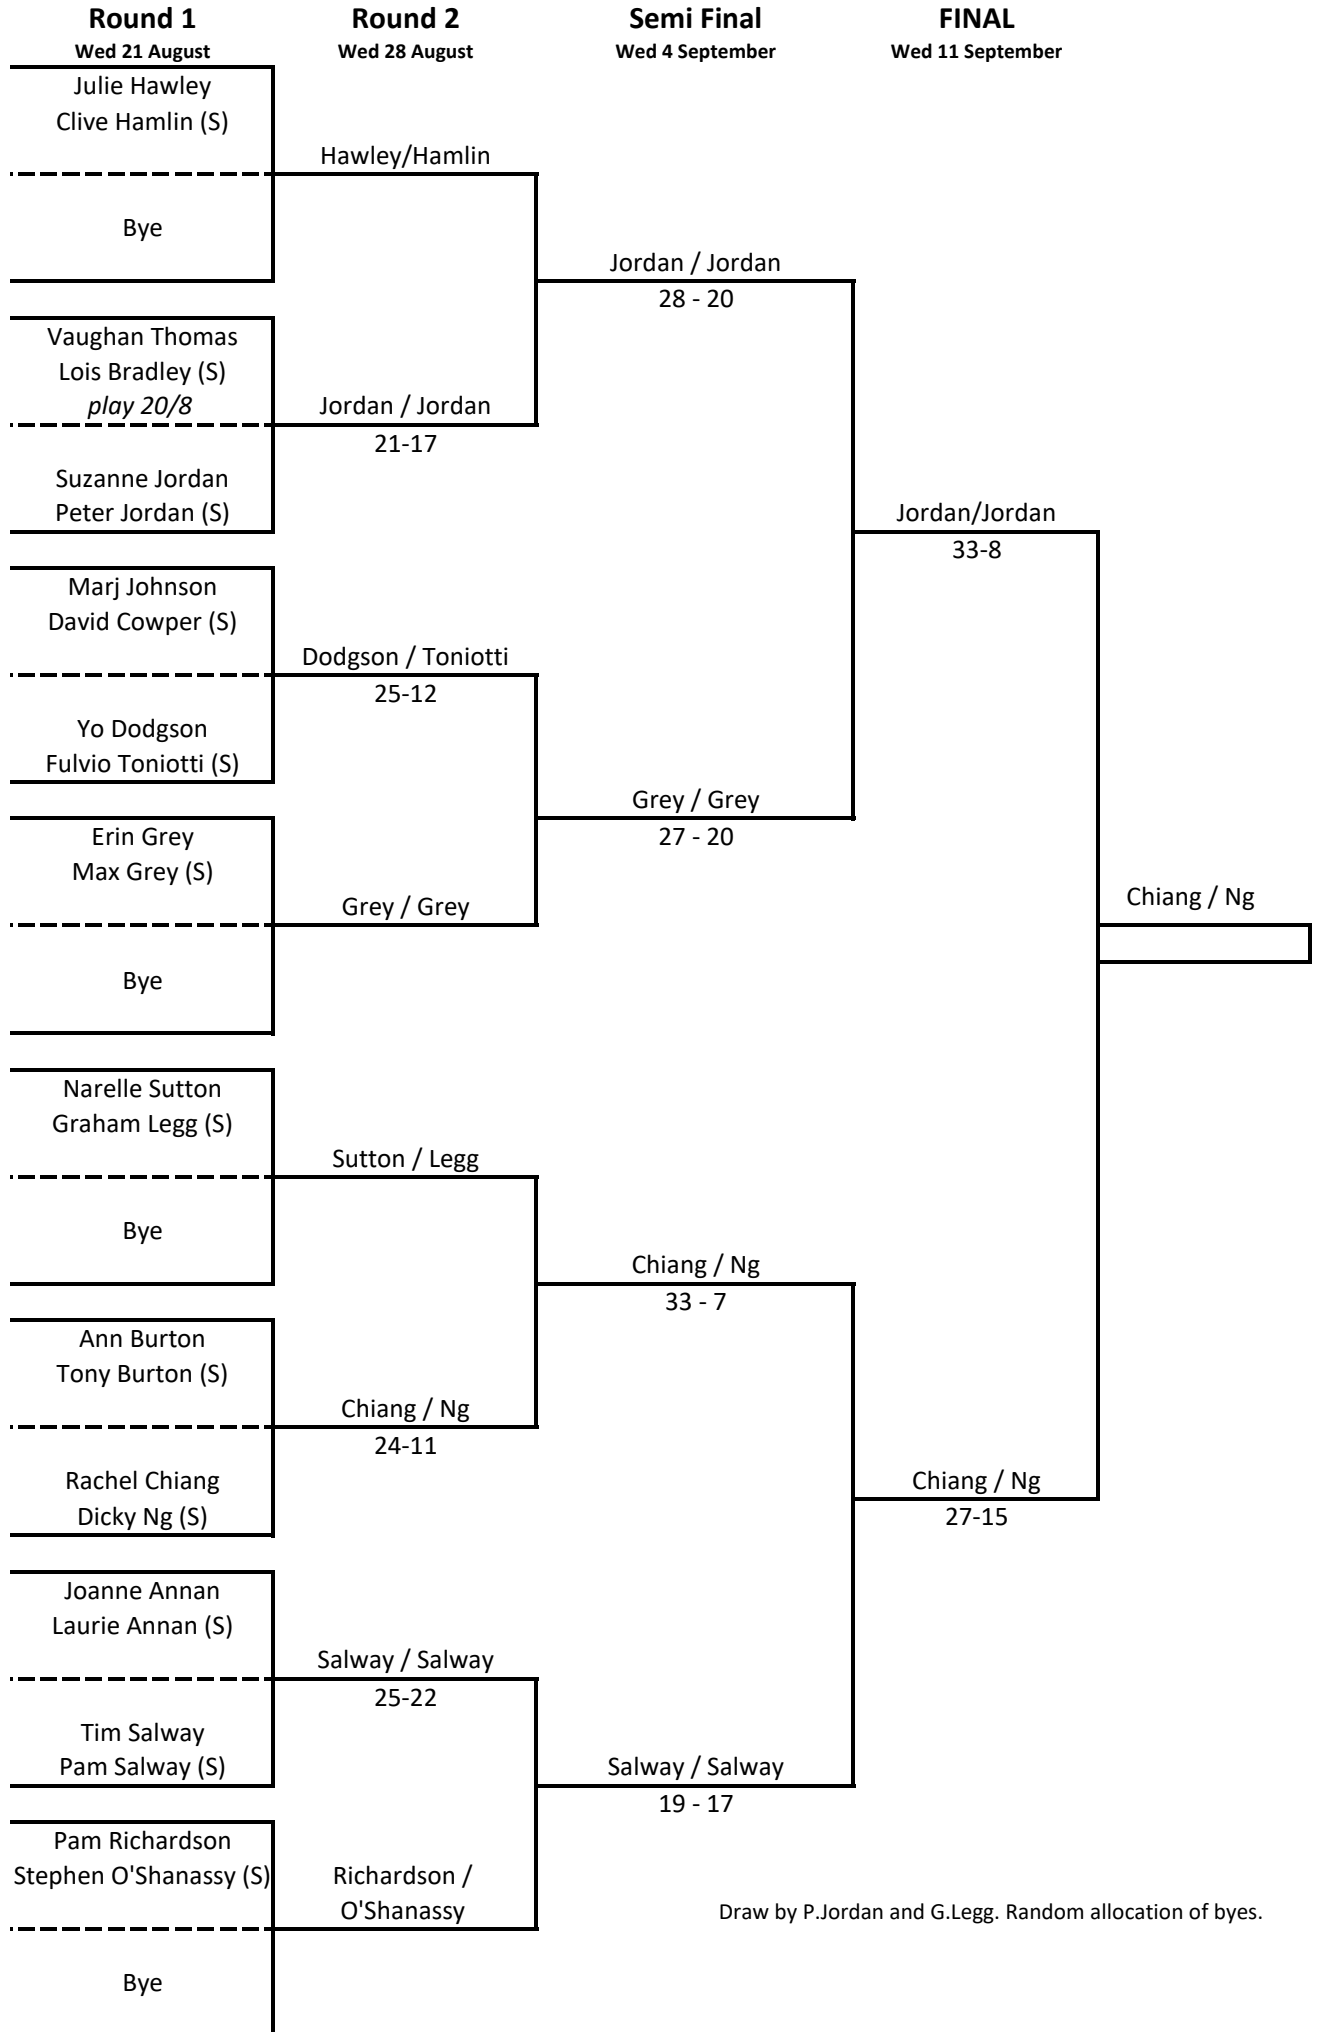 Round 1
Wed 21 August
Round 2
Wed 28 August
Semi Final
Wed 4 September
FINAL
Wed 11 September
Julie Hawley
Clive Hamlin (S)
Bye
Vaughan Thomas
Lois Bradley (S)
play 20/8
Suzanne Jordan
Peter Jordan (S)
Marj Johnson
David Cowper (S)
Yo Dodgson
Fulvio Toniotti (S)
Erin Grey
Max Grey (S)
Bye
Narelle Sutton
Graham Legg (S)
Bye
Ann Burton
Tony Burton (S)
Rachel Chiang
Dicky Ng (S)
Joanne Annan
Laurie Annan (S)
Tim Salway
Pam Salway (S)
Pam Richardson
Stephen O'Shanassy (S)
Bye
Hawley/Hamlin
Jordan / Jordan
21-17
Dodgson / Toniotti
25-12
Grey / Grey
Sutton / Legg
Chiang / Ng
24-11
Salway / Salway
25-22
Richardson /
O'Shanassy
Jordan / Jordan
28 - 20
Grey / Grey
27 - 20
Chiang / Ng
33 - 7
Salway / Salway
19 - 17
Jordan/Jordan
33-8
Chiang / Ng
27-15
Chiang / Ng
Draw by P.Jordan and G.Legg. Random allocation of byes.